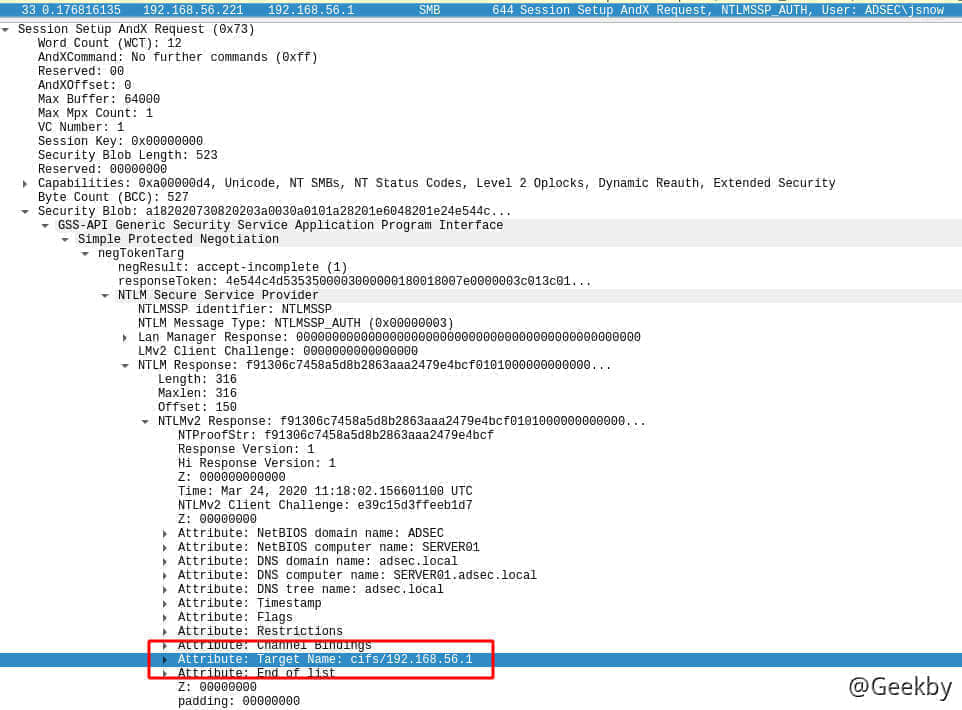 33 0.176816135 192.168.56.221 192.168.56.1 SMB 644 Session Setup AndX Request, NTLMSSP_AUTH, User: ADSEC\jsnow
Session Setup AndX Request (0x73)
Word Count (WCT): 12
AndXCommand: No further commands (0xff)
Reserved: 00
AndXOffset: 0
Max Buffer: 64000
Max Mpx Count: 1
VC Number: 1
Session Key: 0x00000000
Security Blob Length: 523
Reserved: 00000000
Capabilities: 0xa00000d4, Unicode, NT SMBs, NT Status Codes, Level 2 Oplocks, Dynamic Reauth, Extended Security
Byte Count (BCC): 527
Security Blob: a182020730820203a0030a0101a28201e6048201e24e544c...
GSS-API Generic Security Service Application Program Interface
Simple Protected Negotiation
negTokenTarg
negResult: accept-incomplete (1)
responseToken: 4e544c4d5353500003000000180018007e0000003c013c01...
NTLM Secure Service Provider
NTLMSSP identifier: NTLMSSP
NTLM Message Type: NTLMSSP_AUTH (0x00000003)
Lan Manager Response: 000000000000000000000000000000000000000000000000
LMv2 Client Challenge: 0000000000000000
NTLM Response: f91306c7458a5d8b2863aaa2479e4bcf0101000000000000...
Length: 316
Maxlen: 316
Offset: 150
NTLMv2 Response: f91306c7458a5d8b2863aaa2479e4bcf0101000000000000...
NTProofStr: f91306c7458a5d8b2863aaa2479e4bcf
Response Version: 1
Hi Response Version: 1
Z: 000000000000
Time: Mar 24, 2020 11:18:02.156601100 UTC
NTLMv2 Client Challenge: e39c15d3ffeeb1d7
Z: 00000000
Attribute: NetBIOS domain name: ADSEC
Attribute: NetBIOS computer name: SERVER01
Attribute: DNS domain name: adsec.local
Attribute: DNS computer name: SERVER01.adsec.local
Attribute: DNS tree name: adsec.local
Attribute: Timestamp
Attribute: Flags
Attribute: Restrictions
Attribute: Channel Bindings
Attribute: Target Name: cifs/192.168.56.1
Attribute: End of list
Z: 00000000
padding: 00000000
@Geekby